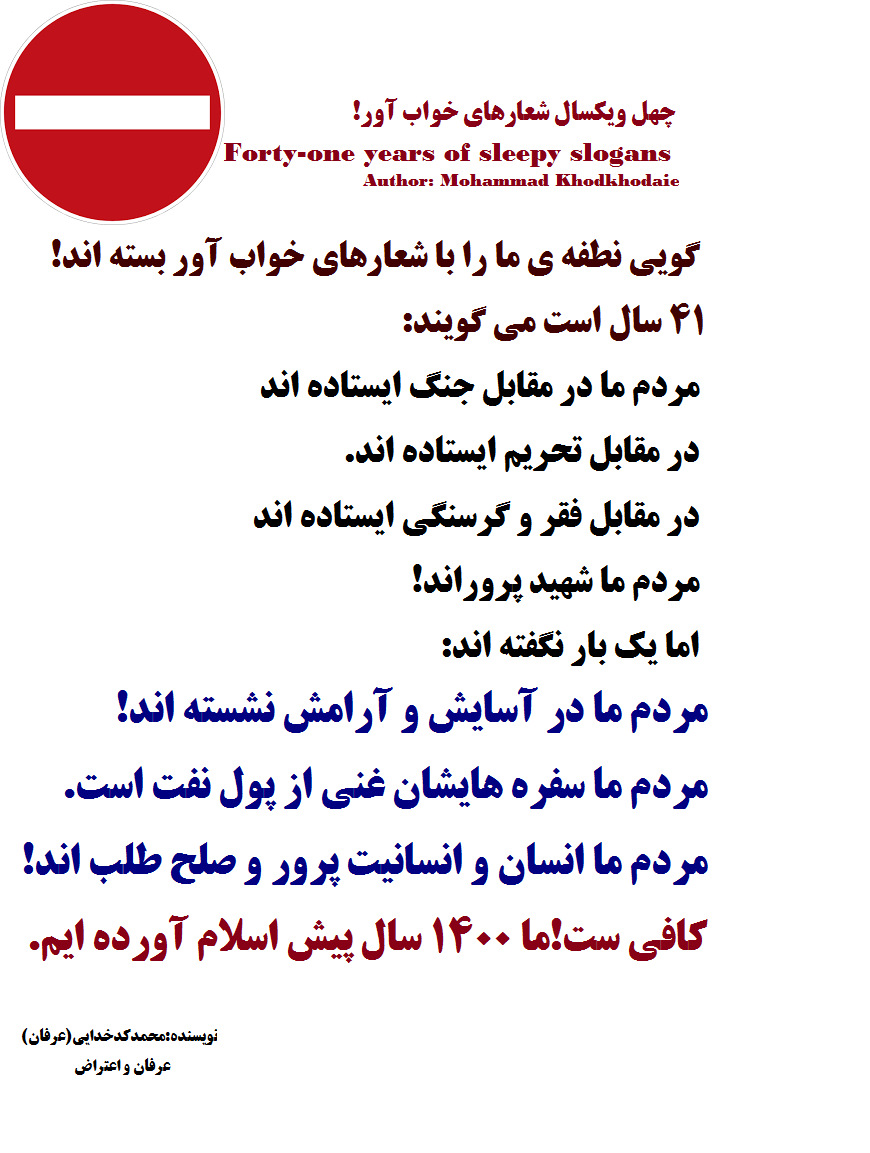 چهل ویکسال شعارهای خواب آور!
Forty-one years of sleepy slogans
Author: Mohammad Khodkhodaie
گویی نطفه ی ما را با شعارهای خواب آور بسته اند!
۴۱ سال است می گویند:
مردم ما در مقابل جنگ ایستاده اند
در مقابل تحریم ایستاده اند.
در مقابل فقر و گرسنگی ایستاده اند
مردم ما شهید پروراند!
اما یک بار نگفته اند:
مردم ما در آسایش و آرامش نشسته اند!
مردم ما سفره هایشان غنی از پول نفت است.
مردم ما انسان و انسانیت پرور و صلح طلب اند!
کافی ست!ما ۱۴۰۰ سال پیش اسلام آورده ایم.
نویسنده:محمدکدخدایی(عرفان)
عرفان و اعتراض